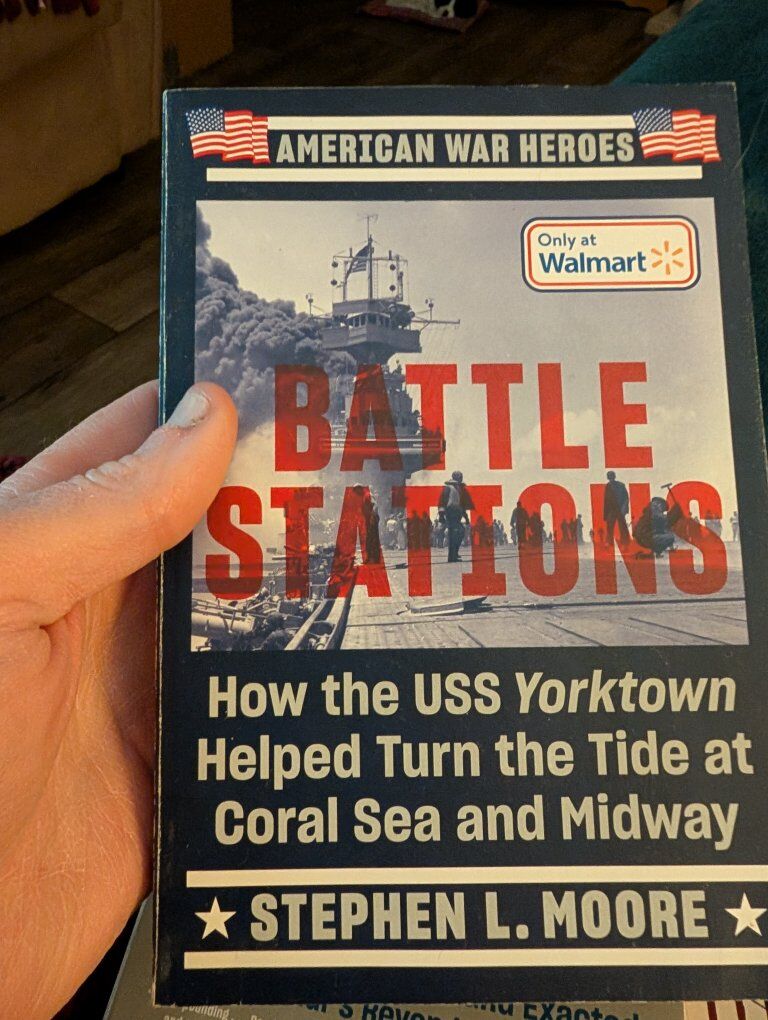 AMERICAN WAR HEROES
Only at
Walmart
BATTLE
STATIONS
How the USS Yorktown
Helped Turn the Tide at
Coral Sea and Midway
STEPHEN L. MOORE
Exacted